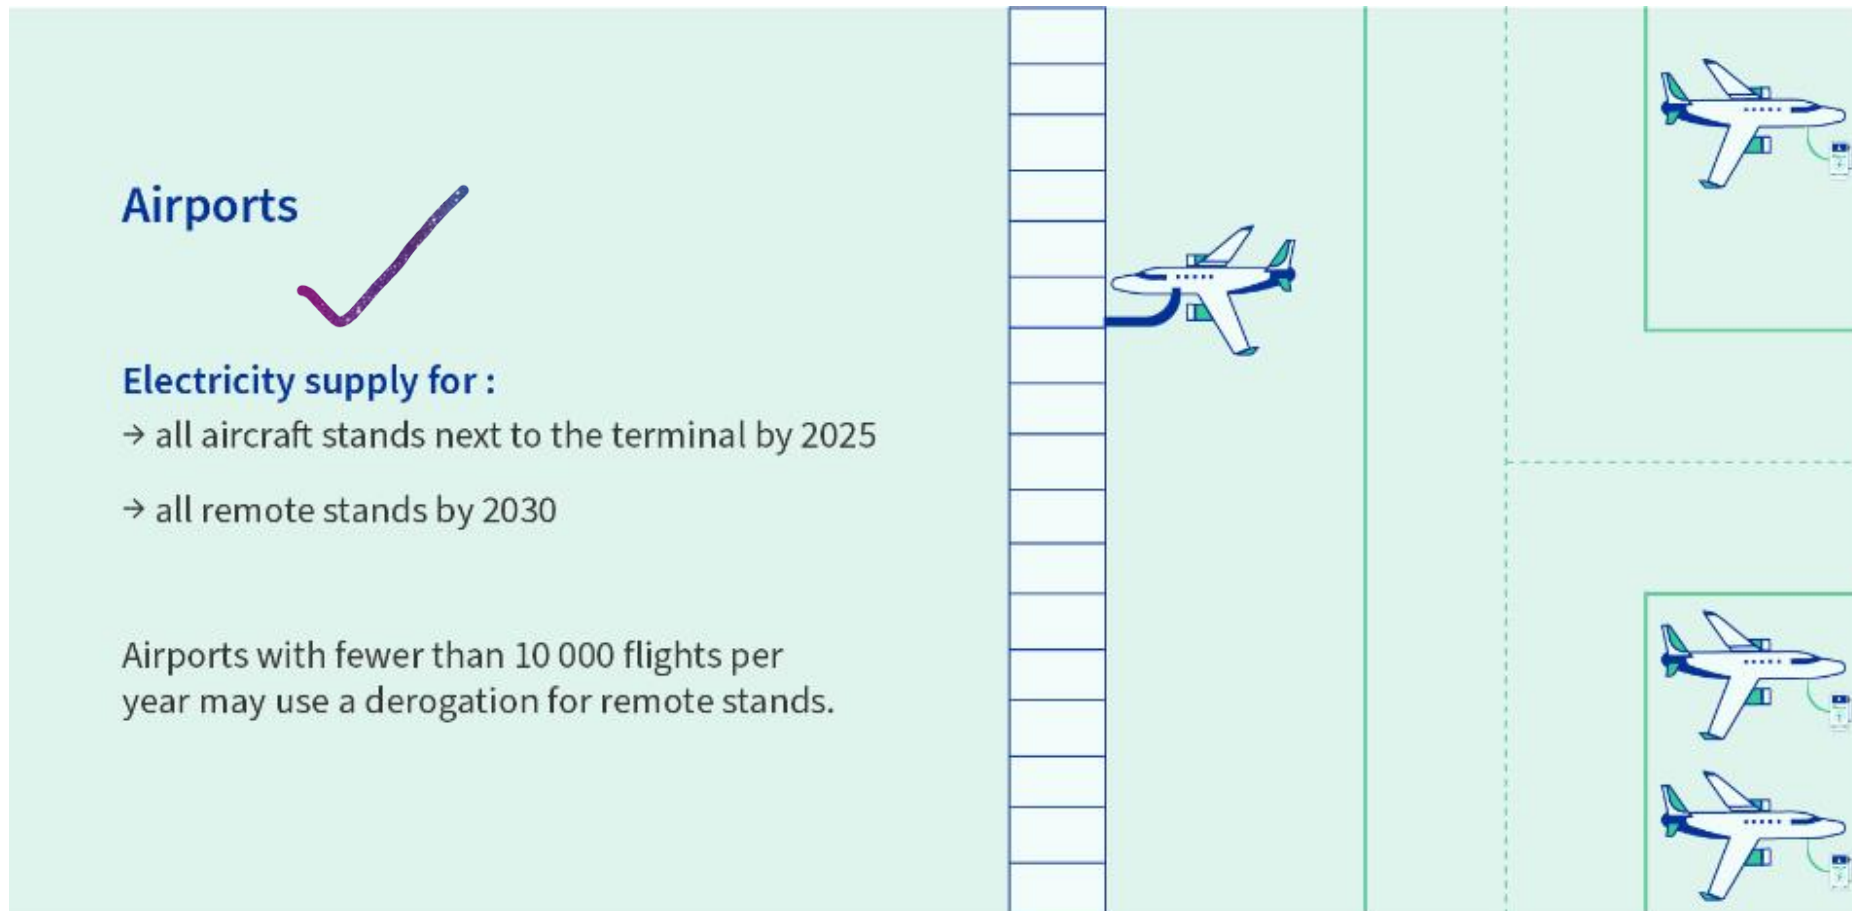 Airports
Electricity supply for :
→ all aircraft stands next to the terminal by 2025
→ all remote stands by 2030
Airports with fewer than 10 000 flights per
year may use a derogation for remote stands.